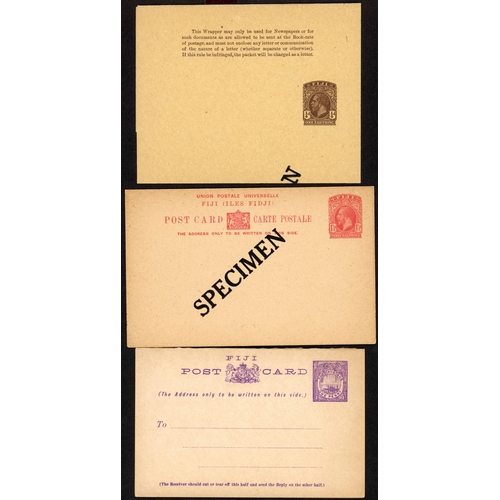 This Wrapper may only be used for Newspapers or for
such documents as are allowed to be sent at the Book-rate
of postage, and must not enclose any letter or communication
of the nature of a letter (whether separate or otherwise).
If this rule be infringed, the packet will be charged as a letter.
FIJI
SPECIMEN
UNION POSTALE UNIVERSELLE
FIJI (ILES FIDJI)
POST CARD CARTE POSTALE
THE ADDRESS ONLY TO BE WRITTEN ON THIS SIDE.
FIJI
SPECIMEN
FIJI
POST CARD
(The Address only to be written on this side.)
To
(The Receiver should cut or tear off this half and send the Reply on the other half.)